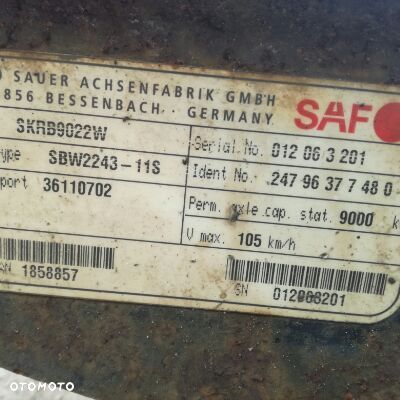 O SAUER ACHSENFABRIK GMBH
856 BESSENBACH · GERMANY
SAF
SKRB9022W
Serial No. 012 06 3 201
ype SBW2243-11S
Ident No. 247 96 37 7 48 0
port 36110702
Perm. axle cap. stat. 9000 k
V max. 105 km/h
AN 1858857
SN 012063201
OTOMOTO